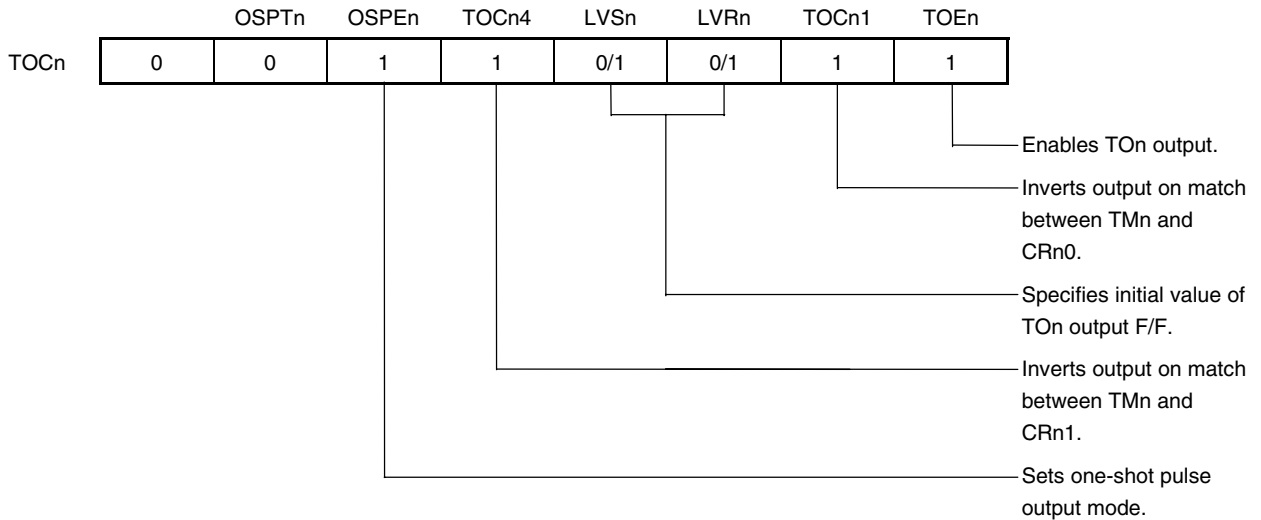 OSPTn OSPEn TOCn4 LVSn LVRn TOCn1 TOEn
TOCn 0 0 1 1 0/1 0/1 1 1
Enables TOn output.
Inverts output on match
between TMn and
CRn0.
Specifies initial value of
TOn output F/F.
Inverts output on match
between TMn and
CRn1.
Sets one-shot pulse
output mode.